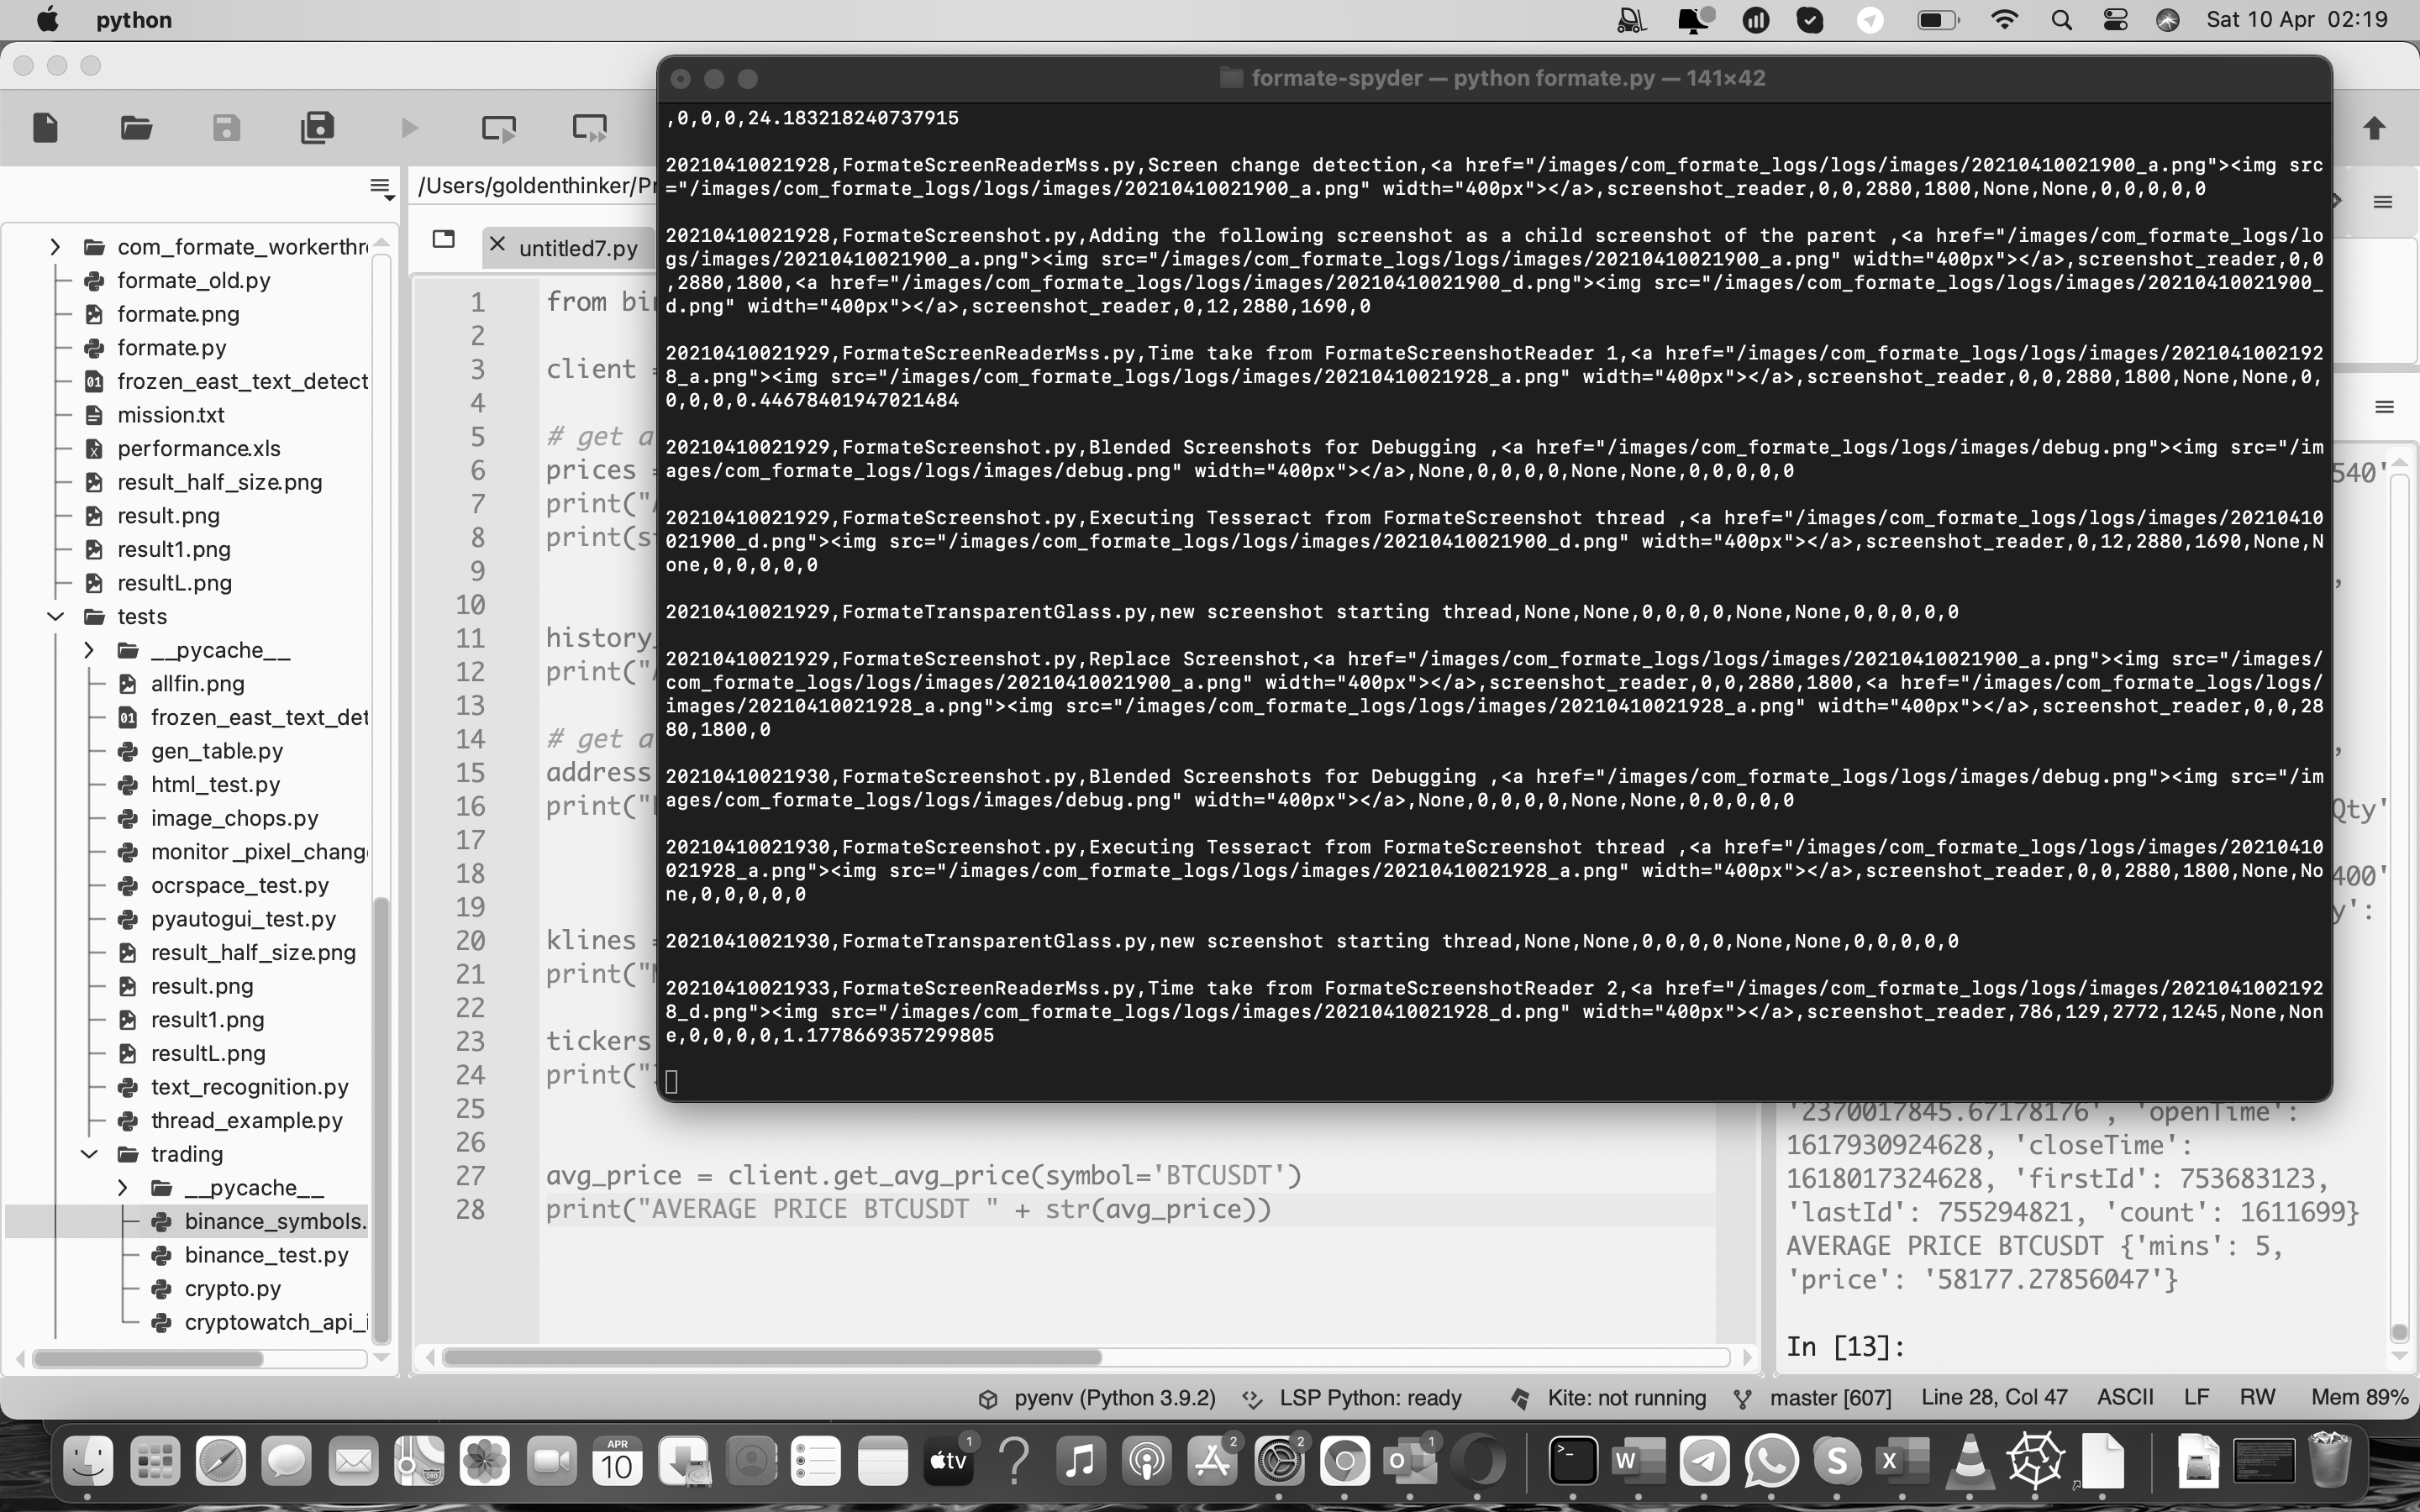 python
Sat 10 Apr 02:19
formate-spyder — python formate.py — 141×42
,0,0,0,24.183218240737915
20210410021928,FormateScreenReaderMss.py,Screen change detection,<a href="/images/com_formate_logs/logs/images/20210410021900_a.png"><img src
="/images/com_formate_logs/logs/images/20210410021900_a.png" width="400px"></a>,screenshot_reader,0,0,2880,1800,None,None,0,0,0,0,0
20210410021928,FormateScreenshot.py,Adding the following screenshot as a child screenshot of the parent ,<a href="/images/com_formate_logs/lo
gs/images/20210410021900_a.png"><img src="/images/com_formate_logs/logs/images/20210410021900_a.png" width="400px"></a>,screenshot_reader,0,0
,2880,1800,<a href="/images/com_formate_logs/logs/images/20210410021900_d.png"><img src="/images/com_formate_logs/logs/images/20210410021900_
d.png" width="400px"></a>,screenshot_reader,0,12,2880,1690,0
20210410021929,FormateScreenReaderMss.py,Time take from FormateScreenshotReader 1,<a href="/images/com_formate_logs/logs/images/2021041002192
8_a.png"><img src="/images/com_formate_logs/logs/images/20210410021928_a.png" width="400px"></a>,screenshot_reader,0,0,2880,1800,None,None,0,
0,0,0,0.44678401947021484
20210410021929,FormateScreenshot.py,Blended Screenshots for Debugging ,<a href="/images/com_formate_logs/logs/images/debug.png"><img src="/im
ages/com_formate_logs/logs/images/debug.png" width="400px"></a>,None,0,0,0,0,None,None,0,0,0,0,0
20210410021929,FormateScreenshot.py,Executing Tesseract from FormateScreenshot thread ,<a href="/images/com_formate_logs/logs/images/20210410
021900_d.png"><img src="/images/com_formate_logs/logs/images/20210410021900_d.png" width="400px"></a>,screenshot_reader,0,12,2880,1690,None,N
one,0,0,0,0,0
20210410021929,FormateTransparentGlass.py,new screenshot starting thread,None,None,0,0,0,0,None,None,0,0,0,0,0
20210410021929,FormateScreenshot.py,Replace Screenshot,<a href="/images/com_formate_logs/logs/images/20210410021900_a.png"><img src="/images/
com_formate_logs/logs/images/20210410021900_a.png" width="400px"></a>,screenshot_reader,0,0,2880,1800,<a href="/images/com_formate_logs/logs/
images/20210410021928_a.png"><img src="/images/com_formate_logs/logs/images/20210410021928_a.png" width="400px"></a>,screenshot_reader,0,0,28
80,1800,0
20210410021930,FormateScreenshot.py,Blended Screenshots for Debugging ,<a href="/images/com_formate_logs/logs/images/debug.png"><img src="/im
ages/com_formate_logs/logs/images/debug.png" width="400px"></a>,None,0,0,0,0,None,None,0,0,0,0,0
20210410021930,FormateScreenshot.py,Executing Tesseract from FormateScreenshot thread ,<a href="/images/com_formate_logs/logs/images/20210410
021928_a.png"><img src="/images/com_formate_logs/logs/images/20210410021928_a.png" width="400px"></a>,screenshot_reader,0,0,2880,1800,None,No
ne,0,0,0,0,0
20210410021930,FormateTransparentGlass.py,new screenshot starting thread,None,None,0,0,0,0,None,None,0,0,0,0,0
20210410021933,FormateScreenReaderMss.py,Time take from FormateScreenshotReader 2,<a href="/images/com_formate_logs/logs/images/2021041002192
8_d.png"><img src="/images/com_formate_logs/logs/images/20210410021928_d.png" width="400px"></a>,screenshot_reader,786,129,2772,1245,None,Non
e,0,0,0,0,1.1778669357299805
com_formate_workerthr
formate_old.py
formate.png
formate.py
frozen_east_text_detect
mission.txt
performance.xls
result_half_size.png
result.png
result1.png
resultL.png
tests
__pycache__
allfin.png
frozen_east_text_det
gen_table.py
html_test.py
image_chops.py
monitor_pixel_chang
ocrspace_test.py
pyautogui_test.py
result_half_size.png
result.png
result1.png
resultL.png
text_recognition.py
thread_example.py
trading
__pycache__
binance_symbols.
binance_test.py
crypto.py
cryptowatch_api_i
/Users/goldenthinker/Pr
untitled7.py
1 from bin
2
3 client =
4
5 # get a
6 prices =
7 print("A
8 print(st
9
10
11 history_
12 print("A
13
14 # get a
15 address
16 print("
17
18
19
20 klines =
21 print("M
22
23 tickers
24 print("
25
26
27 avg_price = client.get_avg_price(symbol='BTCUSDT')
28 print("AVERAGE PRICE BTCUSDT " + str(avg_price))
540'
,
,
Qty'
400'
y':
'2370017845.67178176', 'openTime':
1617930924628, 'closeTime':
1618017324628, 'firstId': 753683123,
'lastId': 755294821, 'count': 1611699}
AVERAGE PRICE BTCUSDT {'mins': 5,
'price': '58177.27856047'}
In [13]:
pyenv (Python 3.9.2) LSP Python: ready Kite: not running master [607] Line 28, Col 47 ASCII LF RW Mem 89%
APR
10
280
tv
1
2
2
1